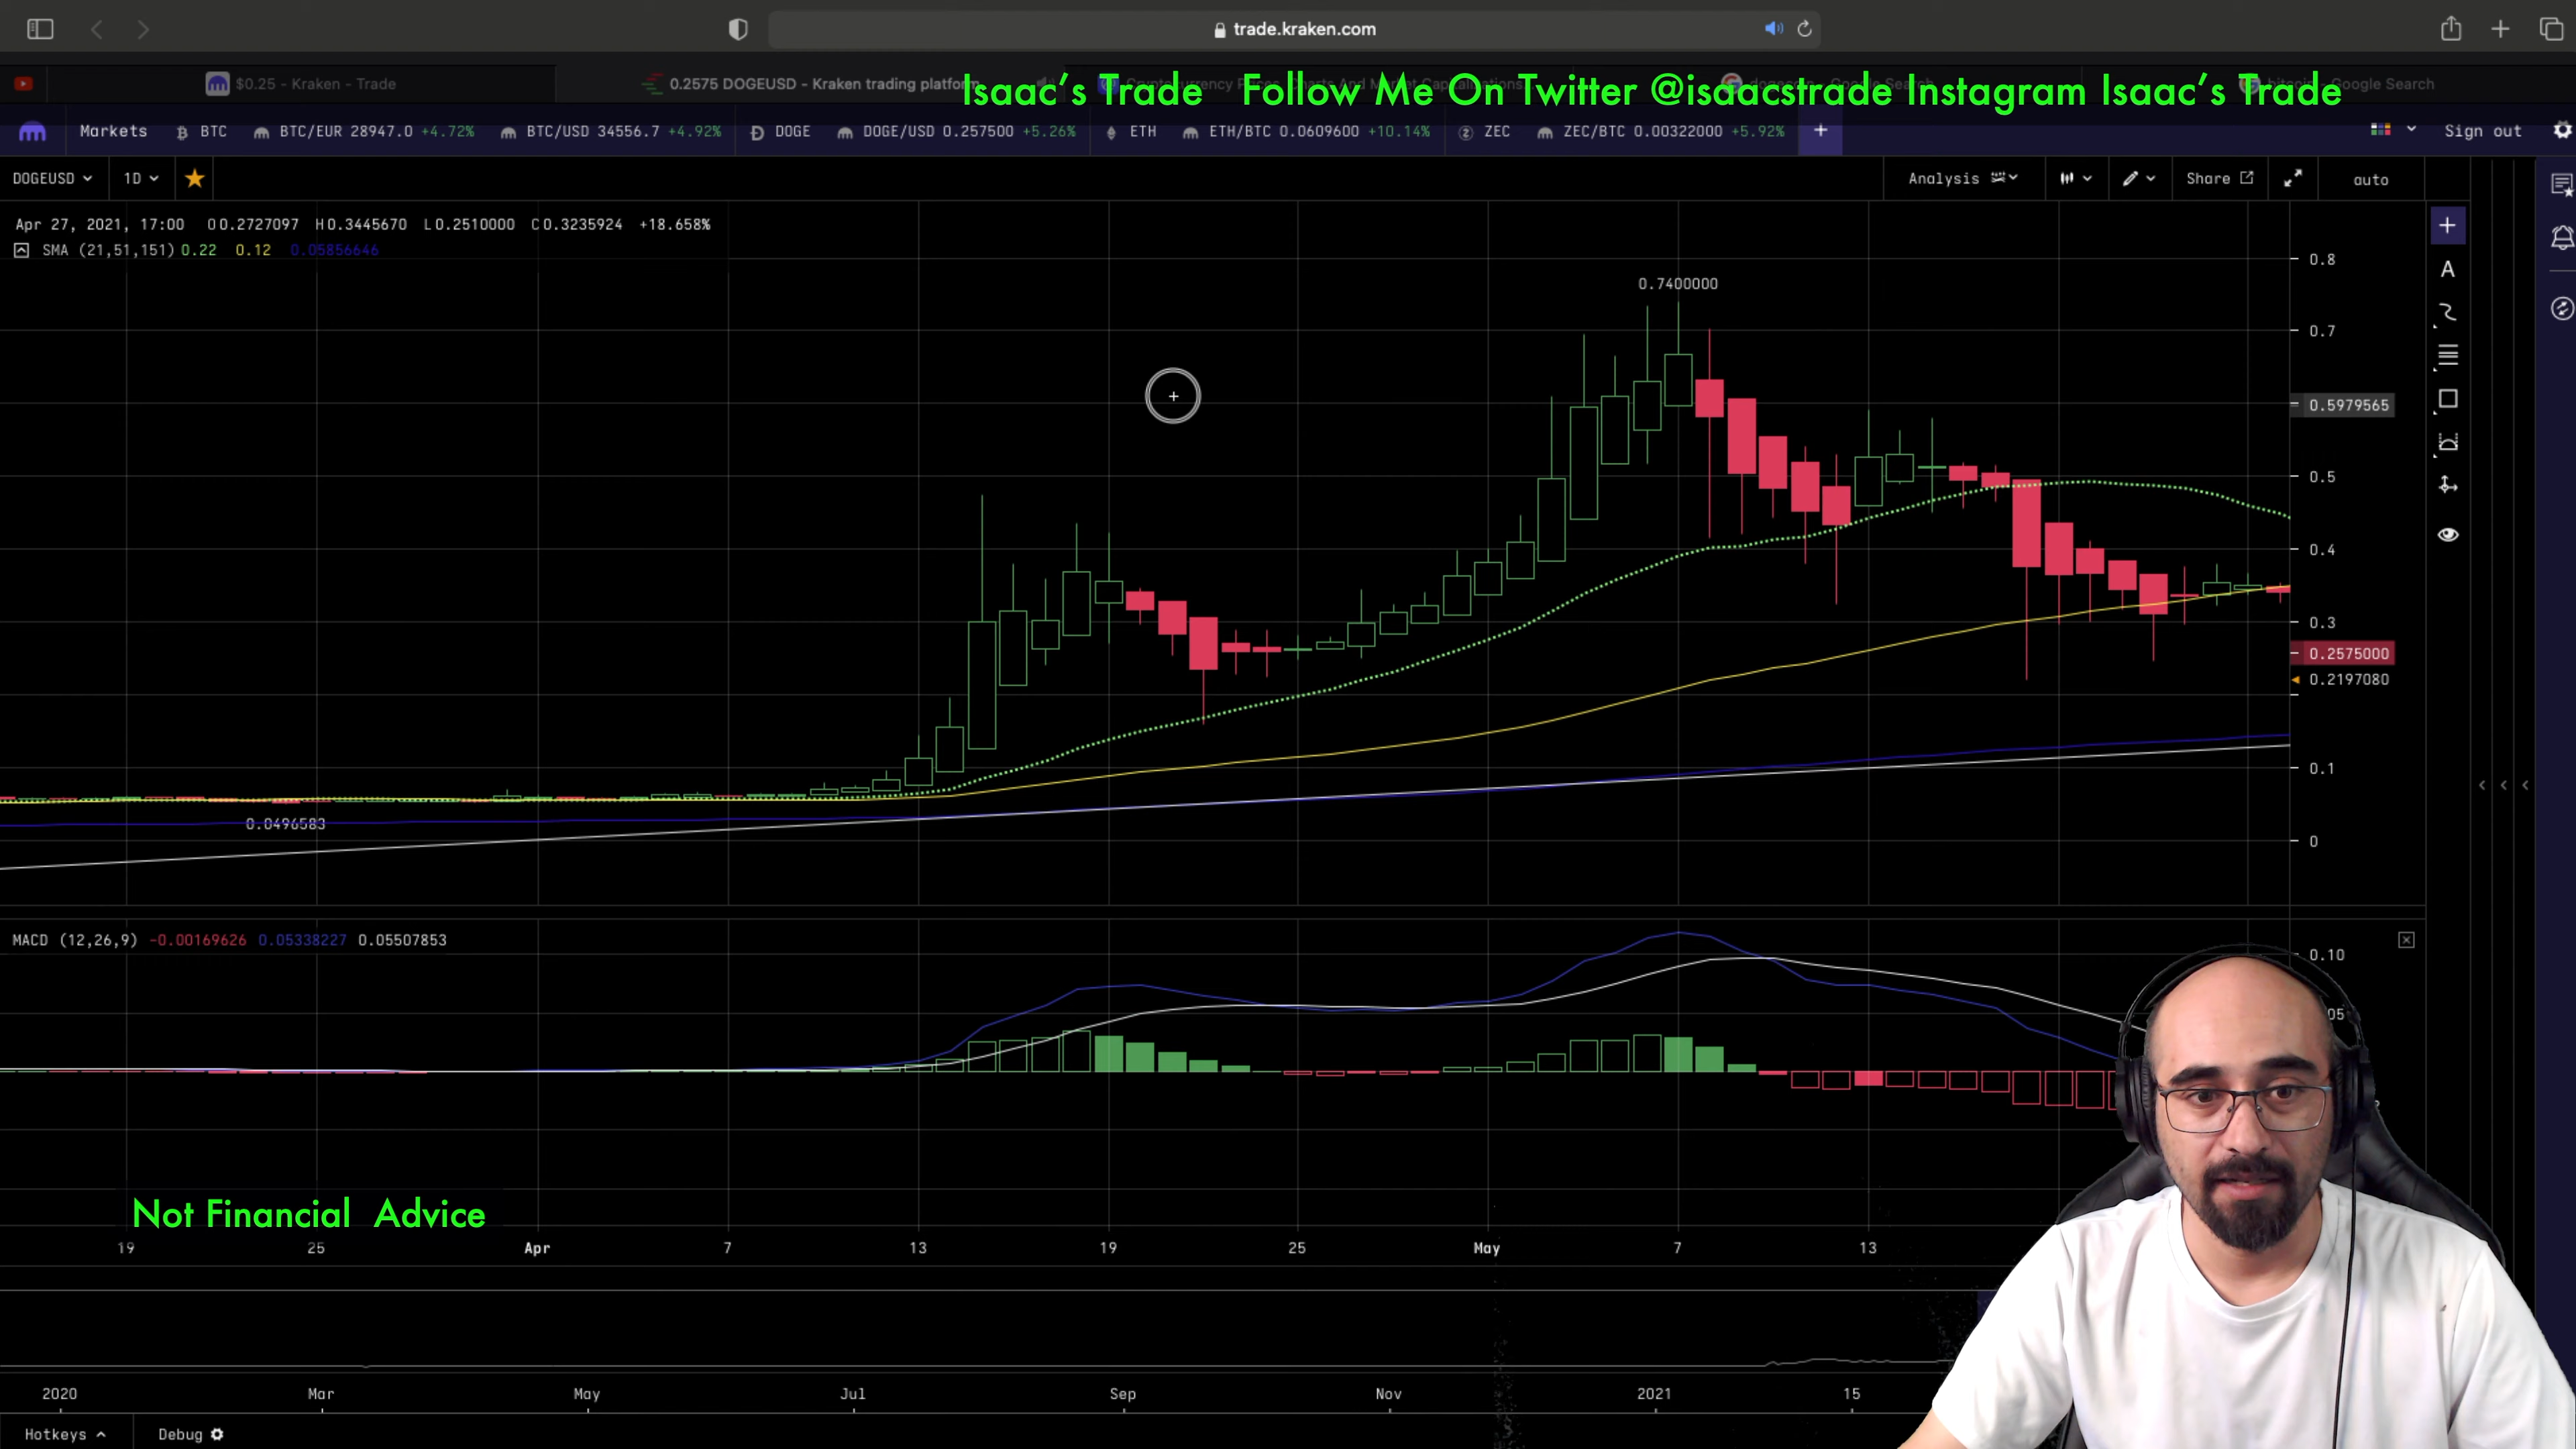 trade.kraken.com
$0.25 - Kraken - Trade
0.2575 DOGEUSD - Kraken trading platform
Isaac's Trade Follow Me On Twitter @isaacstrade Instagram Isaac's Trade
Google Search
Markets BTC BTC/EUR 28947.0 +4.72% BTC/USD 34556.7 +4.92% DOGE DOGE/USD 0.257500 +5.26% ETH ETH/BTC 0.0609600 +10.14% ZEC ZEC/BTC 0.00322000 +5.92% + Sign out
DOGEUSD 1D Analysis Share auto
Apr 27, 2021, 17:00 O0.2727097 H0.3445670 L0.2510000 C0.3235924 +18.658%
SMA (21,51,151) 0.22 0.12 0.05856646
A
0.7400000
0.8
0.7
0.5979565
0.5
0.4
0.3
0.2575000
0.2197080
0.1
0
0.0496583
MACD (12,26,9) -0.00169626 0.05338227 0.05507853
0.10
05
Not Financial Advice
19 25 Apr 7 13 19 25 May 7 13
2020 Mar May Jul Sep Nov 2021 15
Hotkeys Debug